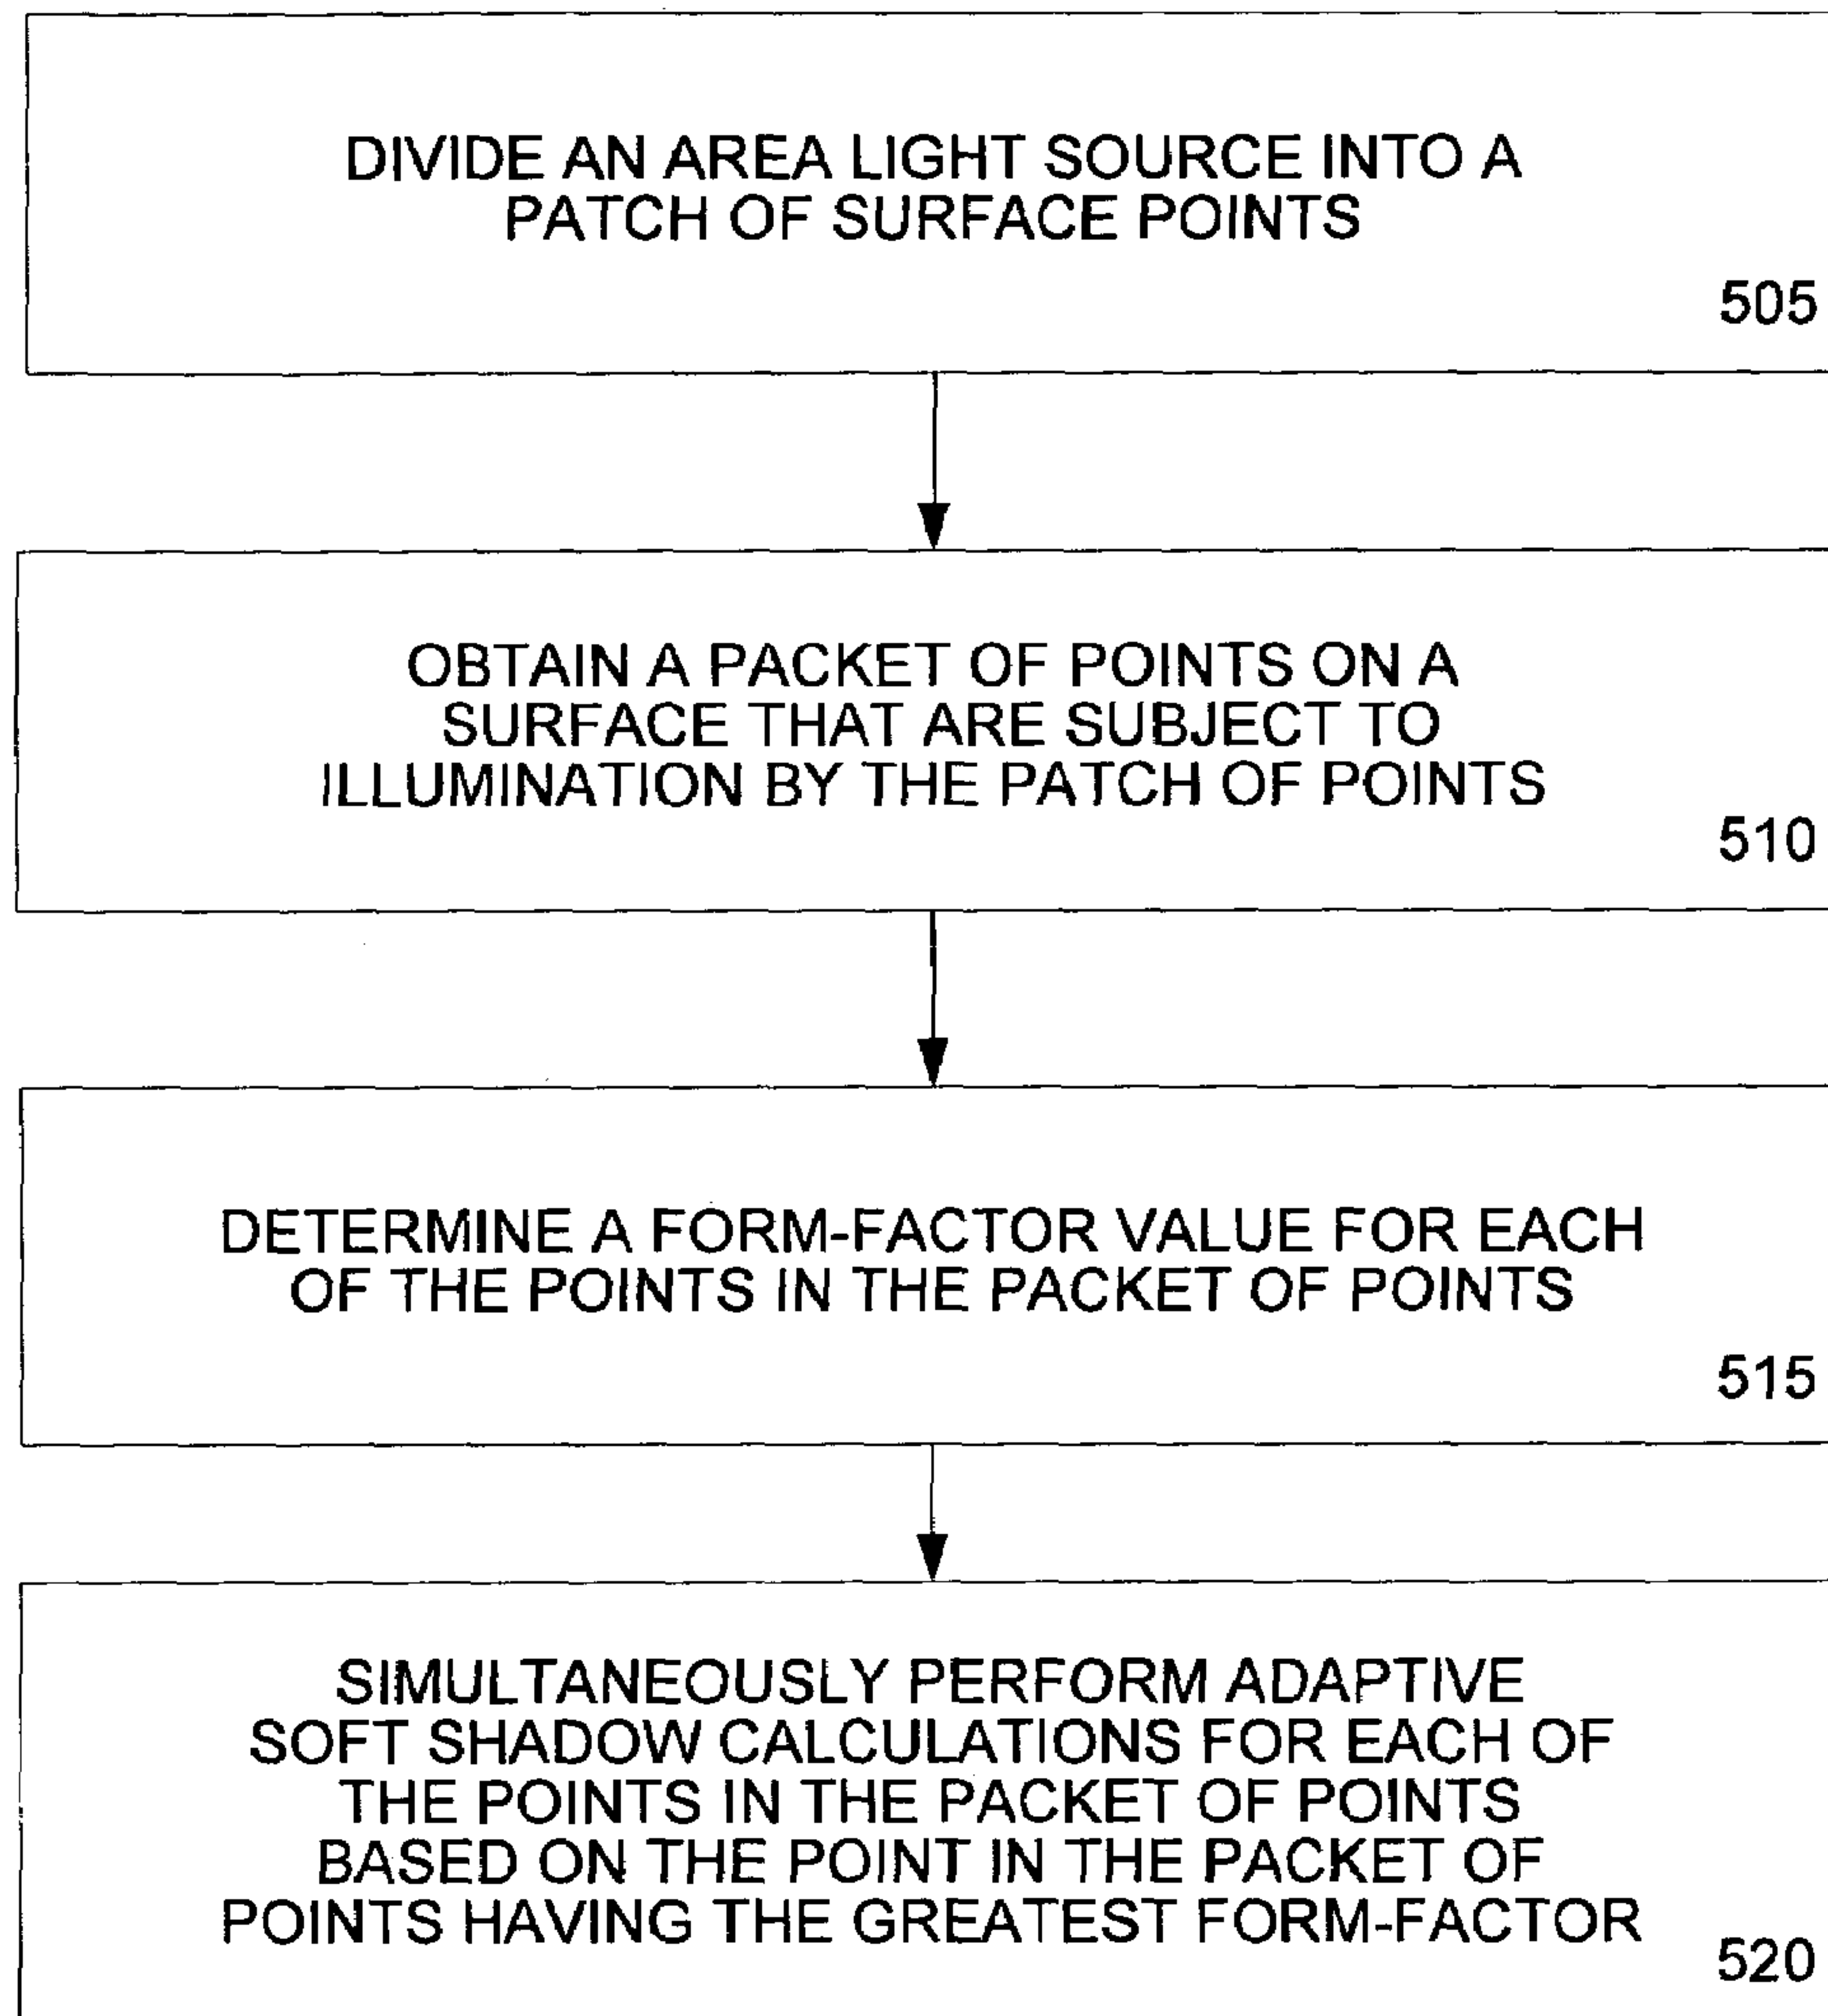 DIVIDE AN AREA LIGHT SOURCE INTO A
PATCH OF SURFACE POINTS
505
OBTAIN A PACKET OF POINTS ON A
SURFACE THAT ARE SUBJECT TO
ILLUMINATION BY THE PATCH OF POINTS
510
DETERMINE A FORM-FACTOR VALUE FOR EACH
OF THE POINTS IN THE PACKET OF POINTS
515
SIMULTANEOUSLY PERFORM ADAPTIVE
SOFT SHADOW CALCULATIONS FOR EACH OF
THE POINTS IN THE PACKET OF POINTS
BASED ON THE POINT IN THE PACKET OF
POINTS HAVING THE GREATEST FORM-FACTOR
520